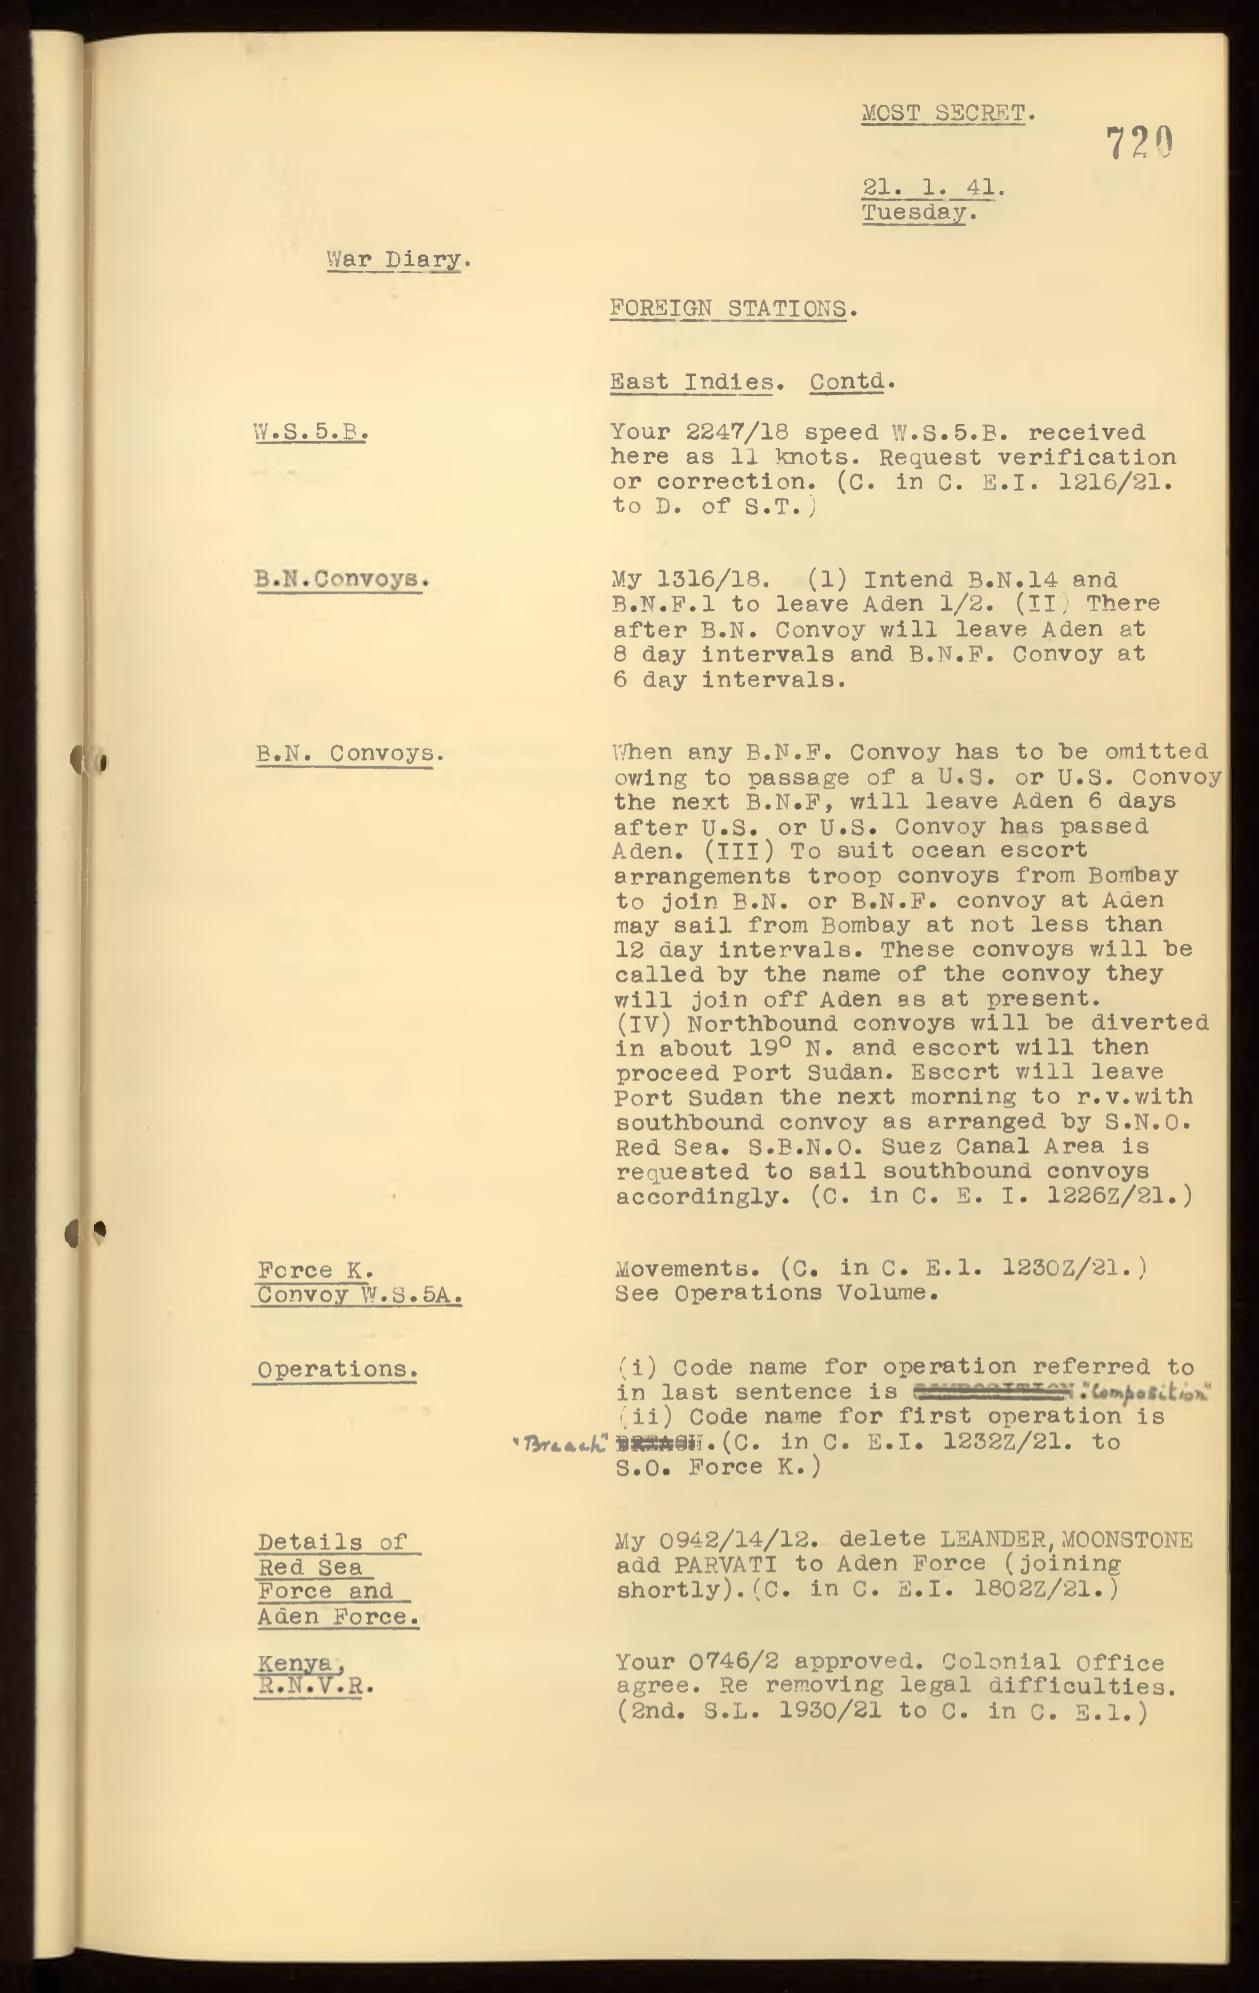 MOST SECRET.
720
21. 1. 41.
Tuesday.
War Diary.
FOREIGN STATIONS.
East Indies. Contd.
W.S.5.B.
Your 2247/18 speed W.S.5.B. received
here as 11 knots. Request verification
or correction. (C. in C. E.I. 1216/21.
to D. of S.T.)
B.N.Convoys.
My 1316/18. (1) Intend B.N.14 and
B.N.F.1 to leave Aden 1/2. (II) There
after B.N. Convoy will leave Aden at
8 day intervals and B.N.F. Convoy at
6 day intervals.
B.N. Convoys.
When any B.N.F. Convoy has to be omitted
owing to passage of a U.S. or U.S. Convoy
the next B.N.F, will leave Aden 6 days
after U.S. or U.S. Convoy has passed
Aden. (III) To suit ocean escort
arrangements troop convoys from Bombay
to join B.N. or B.N.F. convoy at Aden
may sail from Bombay at not less than
12 day intervals. These convoys will be
called by the name of the convoy they
will join off Aden as at present.
(IV) Northbound convoys will be diverted
in about 19° N. and escort will then
proceed Port Sudan. Escort will leave
Port Sudan the next morning to r.v.with
southbound convoy as arranged by S.N.O.
Red Sea. S.B.N.O. Suez Canal Area is
requested to sail southbound convoys
accordingly. (C. in C. E. I. 1226Z/21.)
Force K.
Convoy W.S.5A.
Movements. (C. in C. E.1. 1230Z/21.)
See Operations Volume.
Operations.
(i) Code name for operation referred to
in last sentence is COMPOSITION. "Composition"
(ii) Code name for first operation is
"Breach" BREACH. (C. in C. E.I. 1232Z/21. to
S.O. Force K.)
Details of
Red Sea
Force and
Aden Force.
My 0942/14/12. delete LEANDER, MOONSTONE
add PARVATI to Aden Force (joining
shortly). (C. in C. E.I. 1802Z/21.)
Kenya,
R.N.V.R.
Your 0746/2 approved. Colonial Office
agree. Re removing legal difficulties.
(2nd. S.L. 1930/21 to C. in C. E.1.)